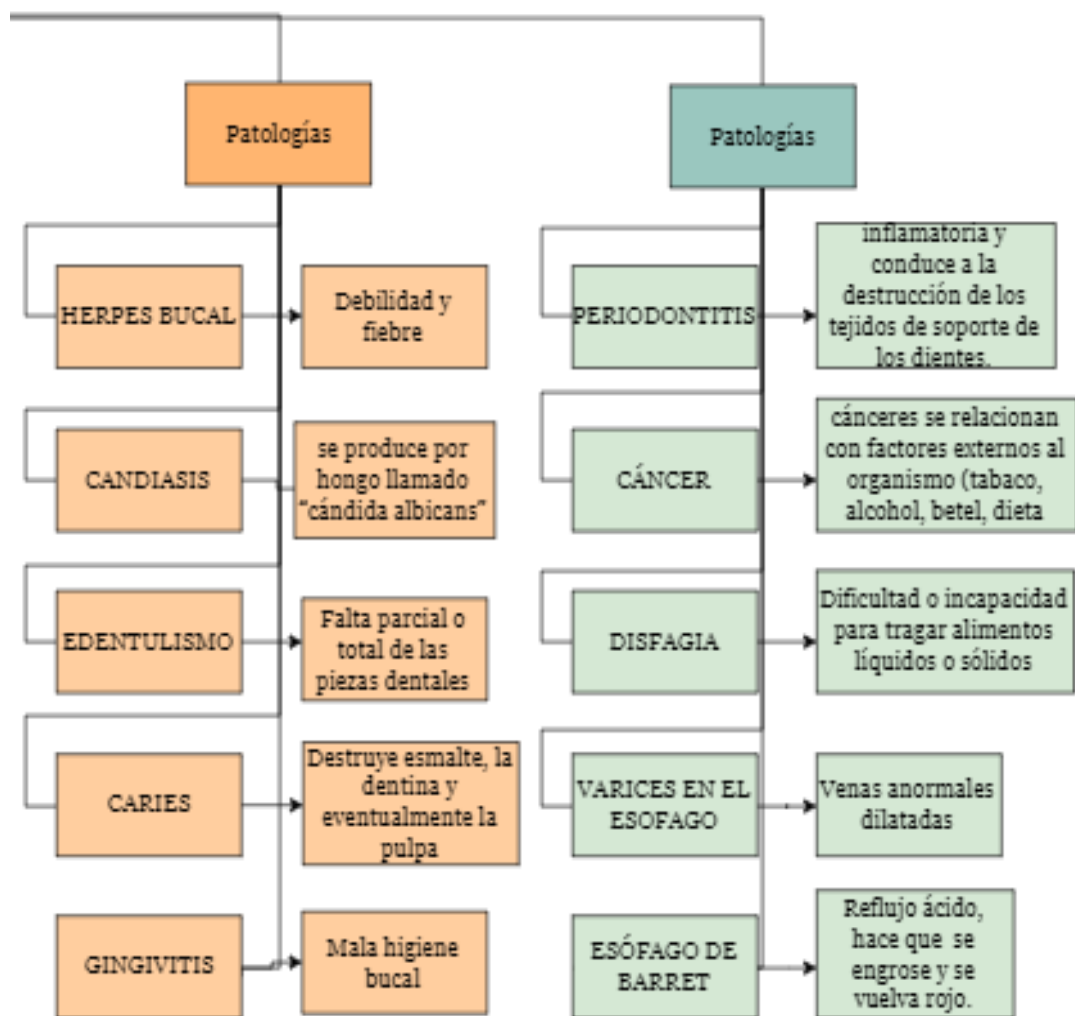 Patologías
HERPES BUCAL
Debilidad y
fiebre
CANDIASIS
se produce por
hongo llamado
“cándida albicans”
EDENTULISMO
Falta parcial o
total de las
piezas dentales
CARIES
Destruye esmalte, la
dentina y
eventualmente la
pulpa
GINGIVITIS
Mala higiene
bucal
Patologías
PERIODONTITIS
inflamatoria y
conduce a la
destrucción de los
tejidos de soporte de
los dientes.
CÁNCER
cánceres se relacionan
con factores externos al
organismo (tabaco,
alcohol, betel, dieta
DISFAGIA
Dificultad o incapacidad
para tragar alimentos
líquidos o sólidos
VARICES EN EL
ESOFAGO
Venas anormales
dilatadas
ESÓFAGO DE
BARRET
Reflujo ácido,
hace que se
engrose y se
vuelva rojo.